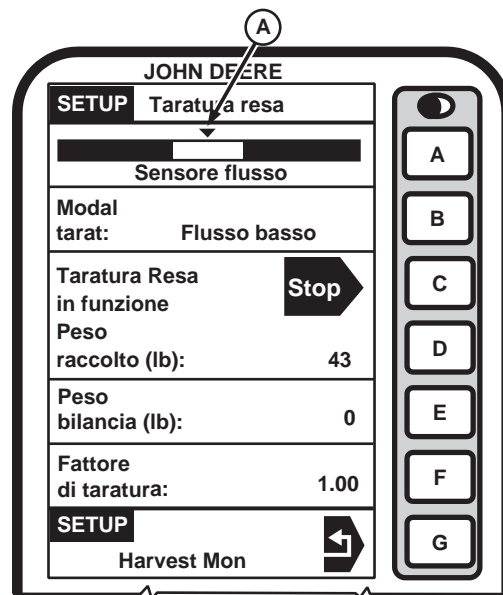 A
JOHN DEERE
SETUP Taratura resa
Sensore flusso
Modal
tarat: Flusso basso
Taratura Resa
in funzione
Stop
Peso
raccolto (lb): 43
Peso
bilancia (lb): 0
Fattore
di taratura: 1.00
SETUP
Harvest Mon
A
B
C
D
E
F
G